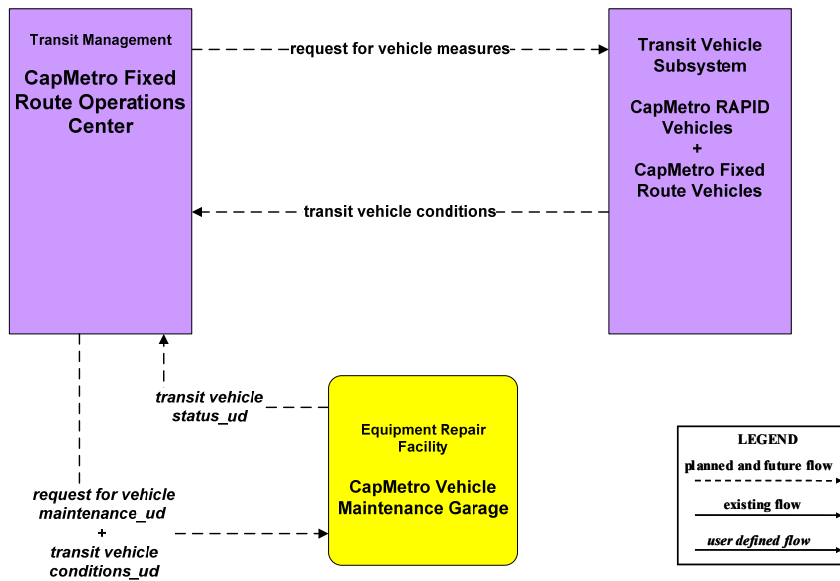 Transit Management
CapMetro Fixed
Route Operations
Center
request for vehicle measures
Transit Vehicle
Subsystem
CapMetro RAPID
Vehicles
+
CapMetro Fixed
Route Vehicles
transit vehicle conditions
transit vehicle
status_ud
Equipment Repair
Facility
CapMetro Vehicle
Maintenance Garage
request for vehicle
maintenance_ud
+
transit vehicle
conditions_ud
LEGEND
planned and future flow
existing flow
user defined flow